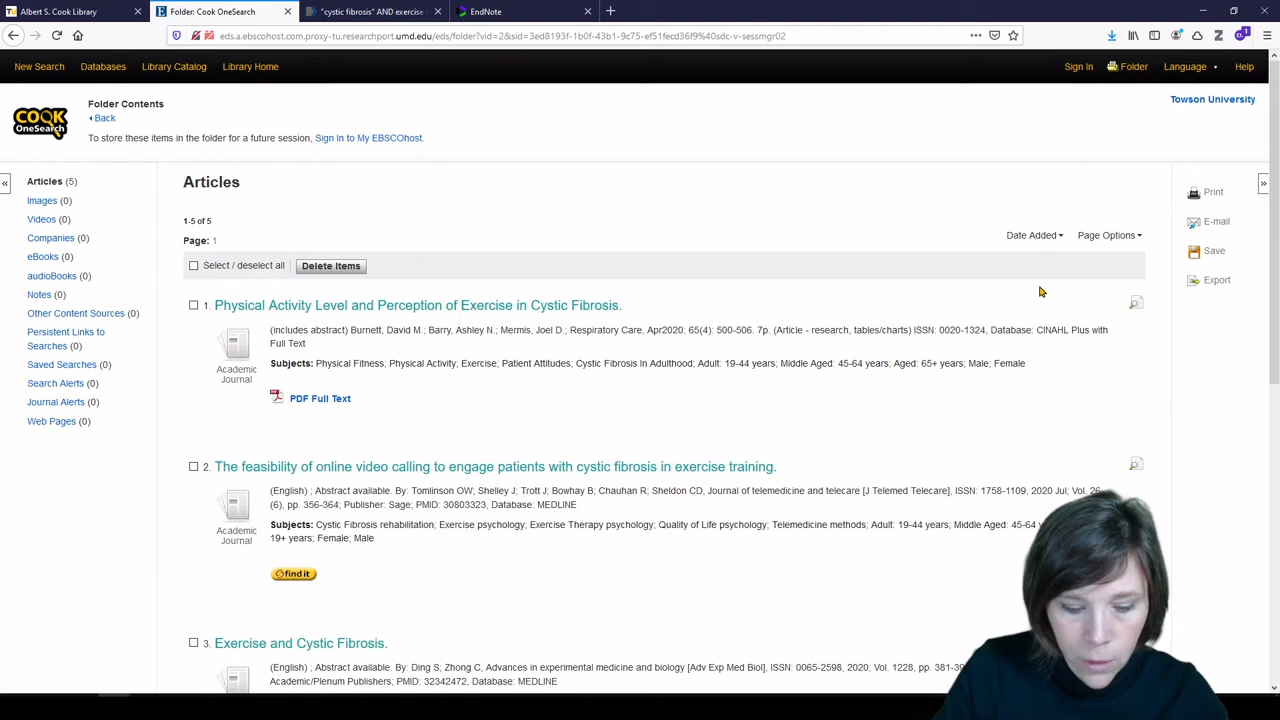 Albert S. Cook Library
Folder: Cook OneSearch
"cystic fibrosis" AND exercise
EndNote
eds.a.ebscohost.com.proxy-tu.researchport.umd.edu/eds/folder?vid=2&sid=3ed8193f-1b0f-43b1-9c75-ef51fecd36f9%40sdc-v-sessmgr02
New Search Databases Library Catalog Library Home
Sign In Folder Language Help
COOK
OneSearch
Folder Contents
Back
To store these items in the folder for a future session, Sign In to My EBSCOhost.
Towson University
Articles (5)
Images (0)
Videos (0)
Companies (0)
eBooks (0)
audioBooks (0)
Notes (0)
Other Content Sources (0)
Persistent Links to
Searches (0)
Saved Searches (0)
Search Alerts (0)
Journal Alerts (0)
Web Pages (0)
Articles
1-5 of 5
Page: 1
Date Added Page Options
Select / deselect all Delete Items
1. Physical Activity Level and Perception of Exercise in Cystic Fibrosis.
(includes abstract) Burnett, David M.; Barry, Ashley N.; Mermis, Joel D.; Respiratory Care, Apr2020; 65(4): 500-506. 7p. (Article - research, tables/charts) ISSN: 0020-1324, Database: CINAHL Plus with
Full Text
Subjects: Physical Fitness; Physical Activity; Exercise; Patient Attitudes; Cystic Fibrosis In Adulthood; Adult: 19-44 years; Middle Aged: 45-64 years; Aged: 65+ years; Male; Female
Academic
Journal
PDF Full Text
2. The feasibility of online video calling to engage patients with cystic fibrosis in exercise training.
(English) ; Abstract available. By: Tomlinson OW; Shelley J; Trott J; Bowhay B; Chauhan R; Sheldon CD, Journal of telemedicine and telecare [J Telemed Telecare], ISSN: 1758-1109, 2020 Jul; Vol. 26
(6), pp. 356-364; Publisher: Sage; PMID: 30803323, Database: MEDLINE
Subjects: Cystic Fibrosis rehabilitation; Exercise psychology; Exercise Therapy psychology; Quality of Life psychology; Telemedicine methods; Adult: 19-44 years; Middle Aged: 45-64
19+ years; Female; Male
Academic
Journal
find it
3. Exercise and Cystic Fibrosis.
(English) ; Abstract available. By: Ding S; Zhong C, Advances in experimental medicine and biology [Adv Exp Med Biol], ISSN: 0065-2598, 2020; Vol. 1228, pp. 381-
Academic/Plenum Publishers; PMID: 32342472, Database: MEDLINE
Print
E-mail
Save
Export